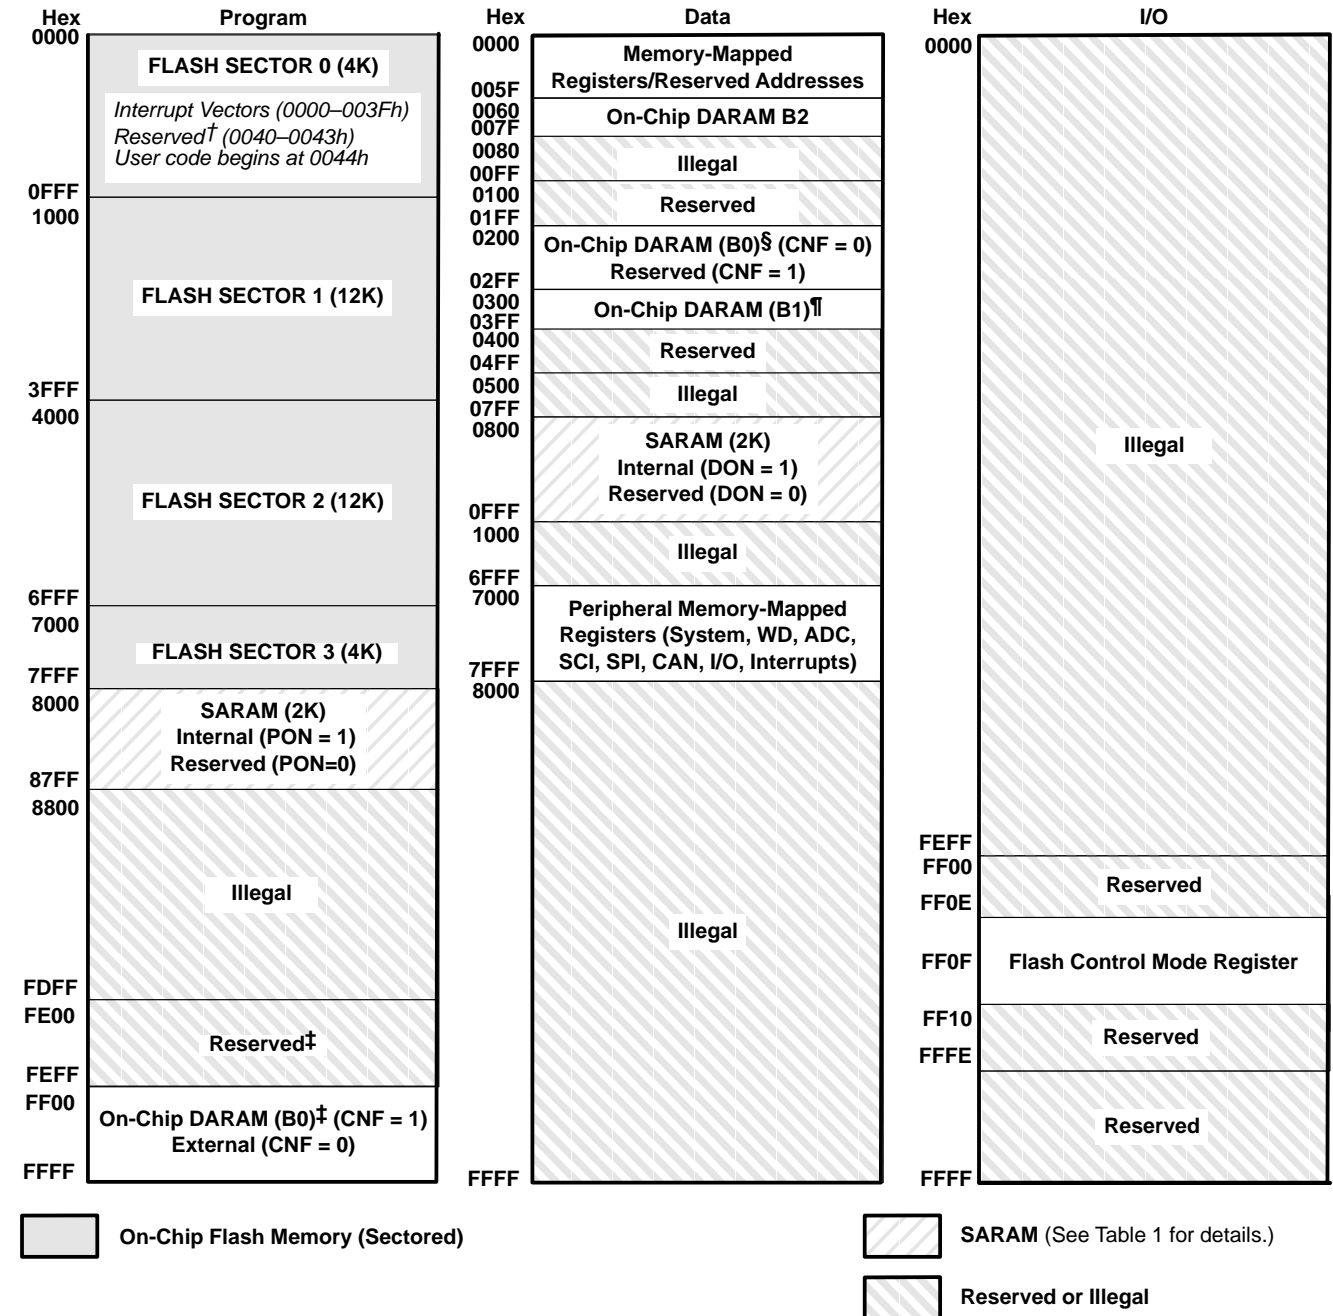 Hex Program
0000
FLASH SECTOR 0 (4K)
Interrupt Vectors (0000–003Fh)
Reserved† (0040–0043h)
User code begins at 0044h
0FFF
1000
FLASH SECTOR 1 (12K)
3FFF
4000
FLASH SECTOR 2 (12K)
6FFF
7000
FLASH SECTOR 3 (4K)
7FFF
8000
SARAM (2K)
Internal (PON = 1)
Reserved (PON=0)
87FF
8800
Illegal
FDFF
FE00
Reserved‡
FEFF
FF00
On-Chip DARAM (B0)‡ (CNF = 1)
External (CNF = 0)
FFFF
Hex Data
0000
Memory-Mapped
Registers/Reserved Addresses
005F
0060
On-Chip DARAM B2
007F
0080
Illegal
00FF
0100
Reserved
01FF
0200
On-Chip DARAM (B0)§ (CNF = 0)
Reserved (CNF = 1)
02FF
0300
On-Chip DARAM (B1)¶
03FF
0400
Reserved
04FF
0500
Illegal
07FF
0800
SARAM (2K)
Internal (DON = 1)
Reserved (DON = 0)
0FFF
1000
Illegal
6FFF
7000
Peripheral Memory-Mapped
Registers (System, WD, ADC,
SCI, SPI, CAN, I/O, Interrupts)
7FFF
8000
Illegal
FFFF
Hex I/O
0000
Illegal
FEFF
FF00
Reserved
FF0E
FF0F Flash Control Mode Register
FF10
Reserved
FFFE
Reserved
FFFF
On-Chip Flash Memory (Sectored)
SARAM (See Table 1 for details.)
Reserved or Illegal